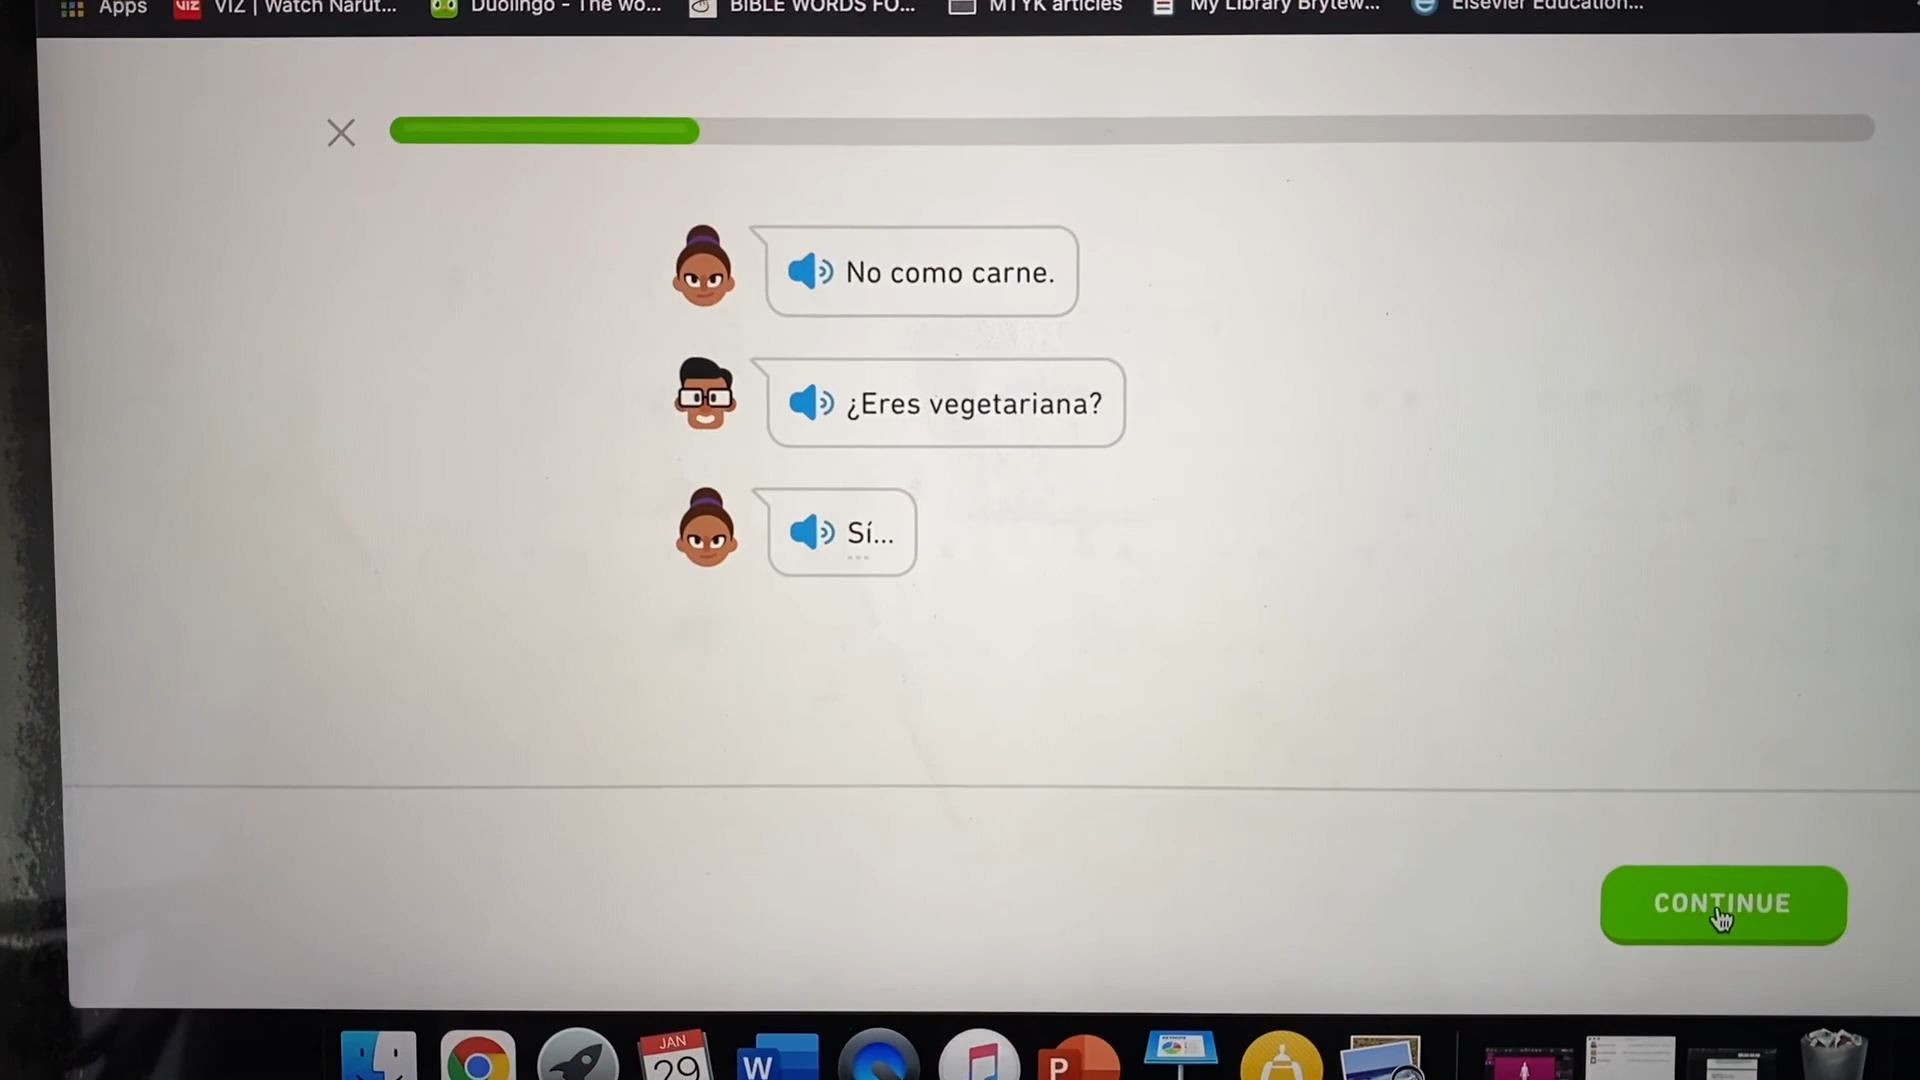 Apps VIZ VIZ | Watch Narut... Duolingo - The wo... BIBLE WORDS FO... MTYK articles My Library Brytew... Elsevier Education...
No como carne.
¿Eres vegetariana?
Sí...
CONTINUE
JAN
29
W
P